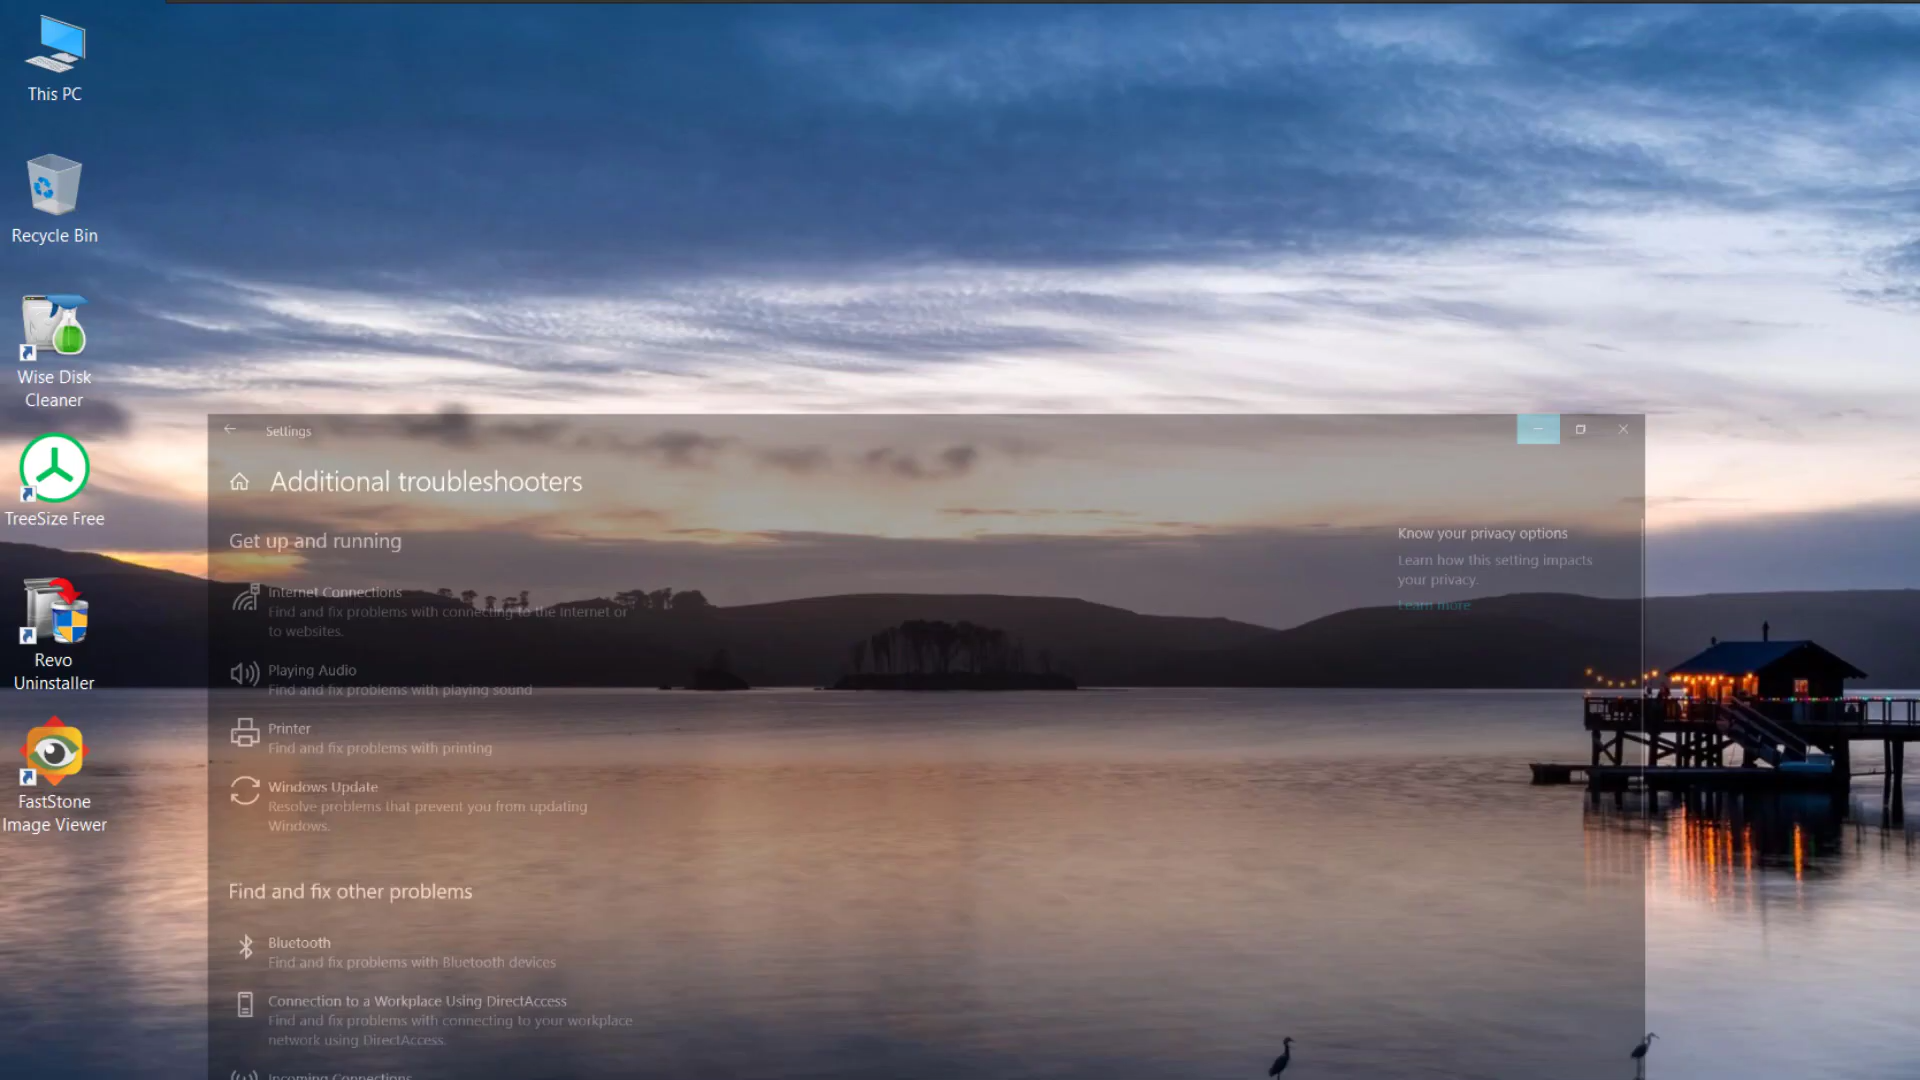 This PC
Recycle Bin
Wise Disk
Cleaner
TreeSize Free
Revo
Uninstaller
FastStone
Image Viewer
Settings
Additional troubleshooters
Get up and running
Internet Connections
Find and fix problems with connecting to the Internet or
to websites.
Playing Audio
Find and fix problems with playing sound
Printer
Find and fix problems with printing
Windows Update
Resolve problems that prevent you from updating
Windows.
Find and fix other problems
Bluetooth
Find and fix problems with Bluetooth devices
Connection to a Workplace Using DirectAccess
Find and fix problems with connecting to your workplace
network using DirectAccess.
Incoming Connections
Know your privacy options
Learn how this setting impacts
your privacy.
Learn more